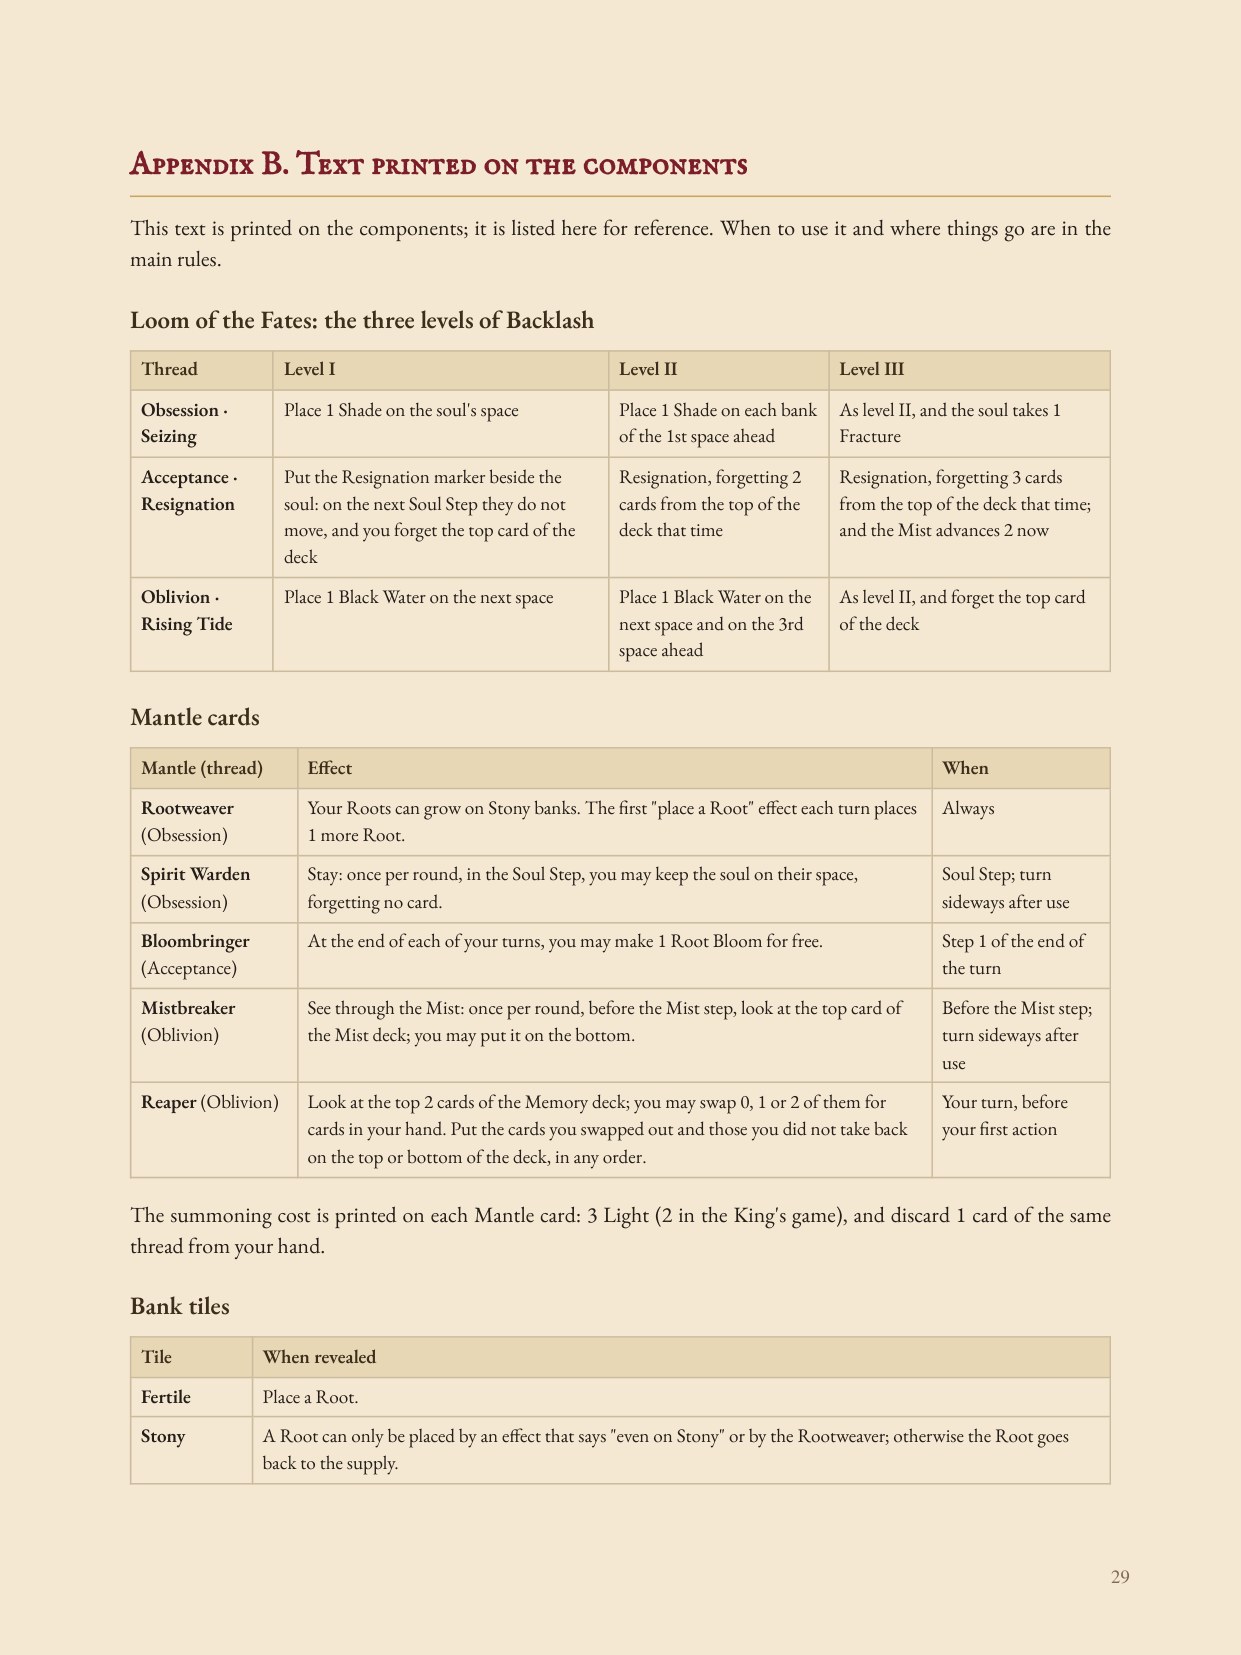 Appendix B. Text printed on the components
This text is printed on the components; it is listed here for reference. When to use it and where things go are in the
main rules.
Loom of the Fates: the three levels of Backlash
Thread Level I Level II Level III
Obsession · Seizing Place 1 Shade on the soul's space Place 1 Shade on each bank of the 1st space ahead As level II, and the soul takes 1 Fracture
Acceptance · Resignation Put the Resignation marker beside the soul: on the next Soul Step they do not move, and you forget the top card of the deck Resignation, forgetting 2 cards from the top of the deck that time Resignation, forgetting 3 cards from the top of the deck that time; and the Mist advances 2 now
Oblivion · Rising Tide Place 1 Black Water on the next space Place 1 Black Water on the next space and on the 3rd space ahead As level II, and forget the top card of the deck
Mantle cards
Mantle (thread) Effect When
Rootweaver (Obsession) Your Roots can grow on Stony banks. The first "place a Root" effect each turn places 1 more Root. Always
Spirit Warden (Obsession) Stay: once per round, in the Soul Step, you may keep the soul on their space, forgetting no card. Soul Step; turn sideways after use
Bloombringer (Acceptance) At the end of each of your turns, you may make 1 Root Bloom for free. Step 1 of the end of the turn
Mistbreaker (Oblivion) See through the Mist: once per round, before the Mist step, look at the top card of the Mist deck; you may put it on the bottom. Before the Mist step; turn sideways after use
Reaper (Oblivion) Look at the top 2 cards of the Memory deck; you may swap 0, 1 or 2 of them for cards in your hand. Put the cards you swapped out and those you did not take back on the top or bottom of the deck, in any order. Your turn, before your first action
The summoning cost is printed on each Mantle card: 3 Light (2 in the King's game), and discard 1 card of the same
thread from your hand.
Bank tiles
Tile When revealed
Fertile Place a Root.
Stony A Root can only be placed by an effect that says "even on Stony" or by the Rootweaver; otherwise the Root goes back to the supply.
29